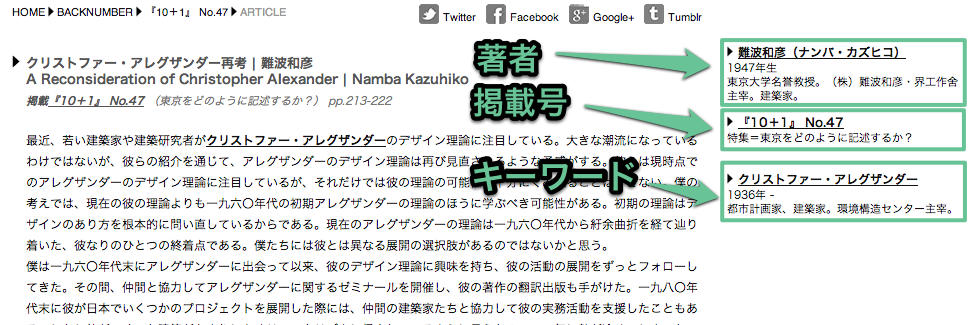 HOME BACKNUMBER 『10+1』 No.47 ARTICLE
Twitter Facebook Google+ Tumblr
クリストファー・アレグザンダー再考 | 難波和彦
A Reconsideration of Christopher Alexander | Namba Kazuhiko
掲載『10+1』 No.47 （東京をどのように記述するか？） pp.213-222
著者
掲載号
キーワード
難波和彦（ナンバ・カズヒコ）
1947年生
東京大学名誉教授。（株）難波和彦・界工作舎
主宰。建築家。
『10+1』 No.47
特集＝東京をどのように記述するか？
クリストファー・アレグザンダー
1936年 -
都市計画家、建築家。環境構造センター主宰。
最近、若い建築家や建築研究者がクリストファー・アレグザンダーのデザイン理論に注目している。大きな潮流になっている
わけではないが、彼らの紹介を通じて、アレグザンダーのデザイン理論は再び見直されるような予感がする。は現時点で
のアレグザンダーのデザイン理論に注目しているが、それだけでは彼の理論の可能ない。僕の
考えでは、現在の彼の理論よりも一九六〇年代の初期アレグザンダーの理論のほうに学ぶべき可能性がある。初期の理論はデ
ザインのあり方を根本的に問い直しているからである。現在のアレグザンダーの理論は一九六〇年代から紆余曲折を経て辿り
着いた、彼なりのひとつの終着点である。僕たちには彼とは異なる展開の選択肢があるのではないかと思う。
僕は一九六〇年代末にアレグザンダーに出会って以来、彼のデザイン理論に興味を持ち、彼の活動の展開をずっとフォローし
てきた。その間、仲間と協力してアレグザンダーに関するゼミナールを開催し、彼の著作の翻訳出版も手がけた。一九八〇年
代末に彼が日本でいくつかのプロジェクトを展開した際には、仲間の建築家たちと協力して彼の実務活動を支援したこともあ